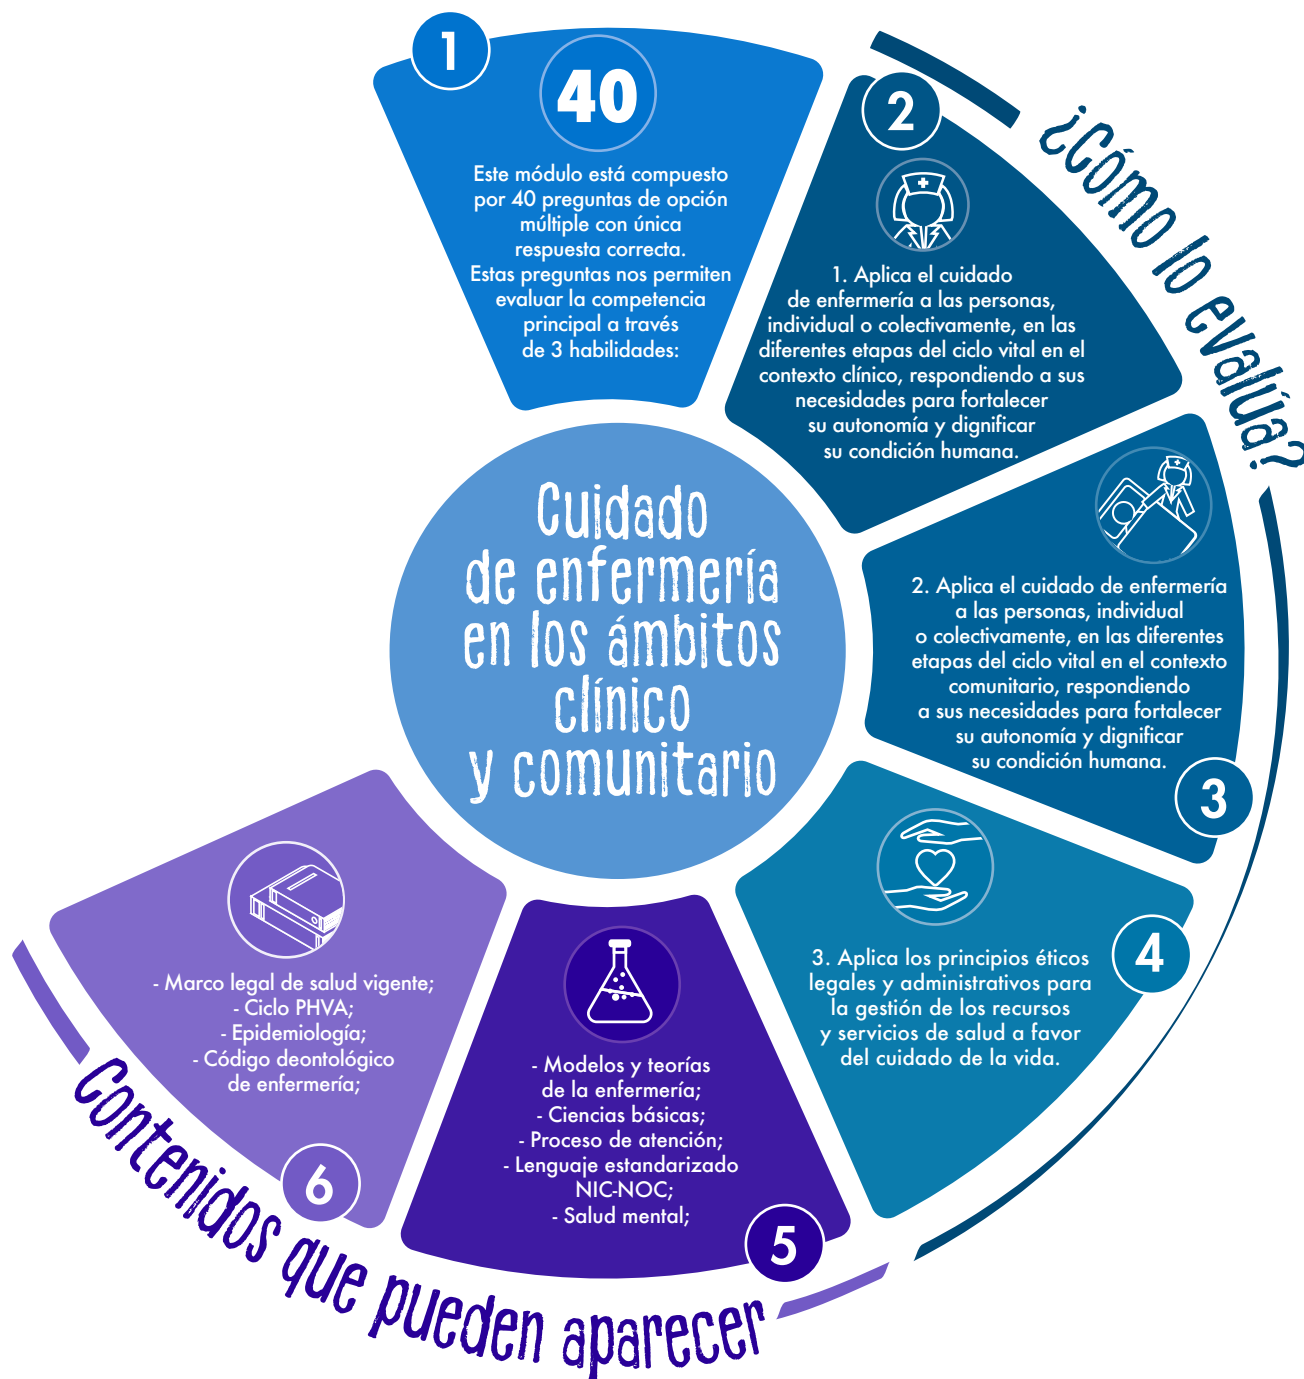 1
40
Este módulo está compuesto
por 40 preguntas de opción
múltiple con única
respuesta correcta.
Estas preguntas nos permiten
evaluar la competencia
principal a través
de 3 habilidades:
¿Cómo lo evalúa?
2
1. Aplica el cuidado
de enfermería a las personas,
individual o colectivamente, en las
diferentes etapas del ciclo vital en el
contexto clínico, respondiendo a sus
necesidades para fortalecer
su autonomía y dignificar
su condición humana.
Cuidado
de enfermería
en los ámbitos
clínico
y comunitario
2. Aplica el cuidado de enfermería
a las personas, individual
o colectivamente, en las diferentes
etapas del ciclo vital en el contexto
comunitario, respondiendo
a sus necesidades para fortalecer
su autonomía y dignificar
su condición humana.
3
3. Aplica los principios éticos
legales y administrativos para
la gestión de los recursos
y servicios de salud a favor
del cuidado de la vida.
4
- Modelos y teorías
de la enfermería;
- Ciencias básicas;
- Proceso de atención;
- Lenguaje estandarizado
NIC-NOC;
- Salud mental;
5
- Marco legal de salud vigente;
- Ciclo PHVA;
- Epidemiología;
- Código deontológico
de enfermería;
6
Contenidos que pueden aparecer